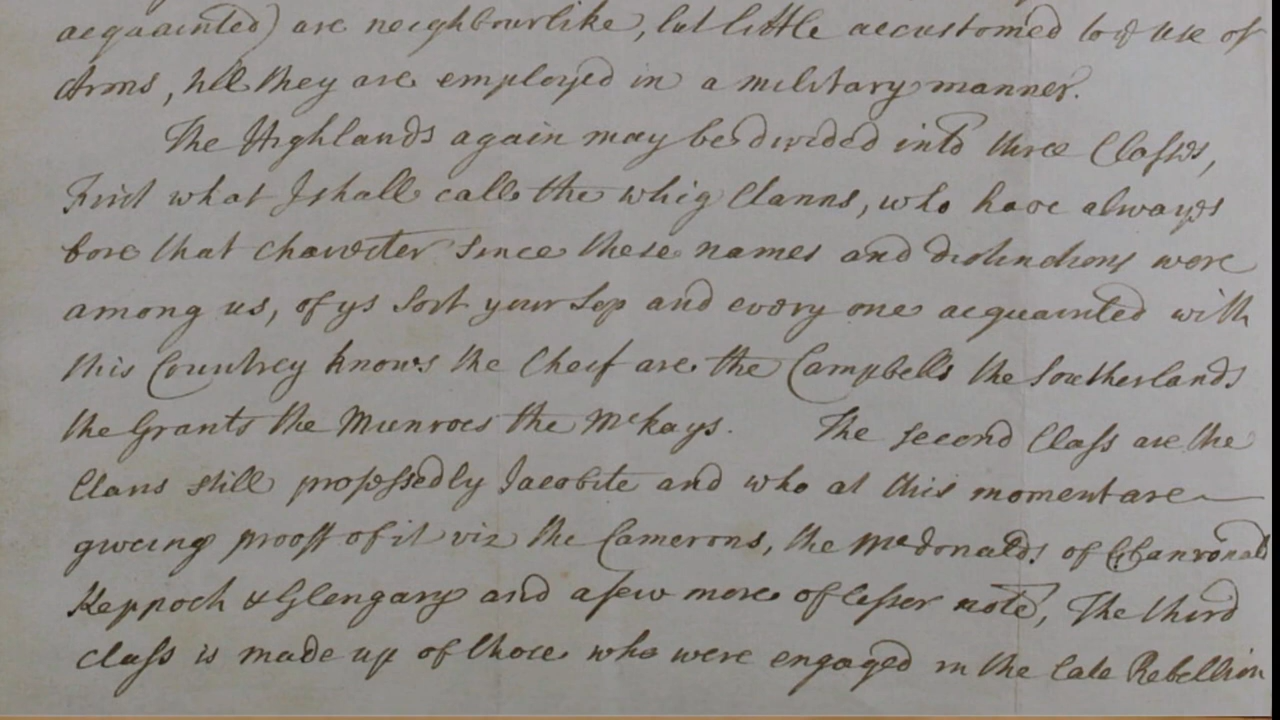 acquainted) are neighbourlike, but little accustomed to ye use of
Arms, till they are employed in a military manner.
The Highlands again may be divided into three Classes,
First what I shall call the whig Clanns, who have always
bore that character since these names and distinctions were
among us, of ys sort your Lop and every one acquainted with
this Countrey knows the Cheif are the Campbells the Southerlands
the Grants the Munroes the McKays. The second Class are the
Clans still professedly Jacobite and who at this moment are
giveing prooff of it viz the Camerons, the McDonalds of Clanronald
Keppoch & Glengary and a few more of lesser note, The third
Class is made up of those who were engaged in the late Rebellion